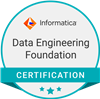 Informatica
Data Engineering
Foundation
CERTIFICATION